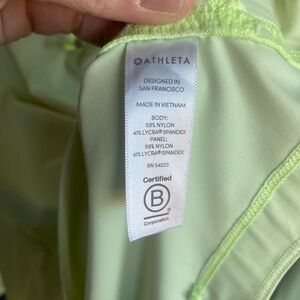 ATHLETA
DESIGNED IN
SAN FRANCISCO
MADE IN VIETNAM
BODY:
59% NYLON
41% LYCRA® SPANDEX
PANEL:
59% NYLON
41% LYCRA® SPANDEX
RN 54023
Certified
B
Corporation